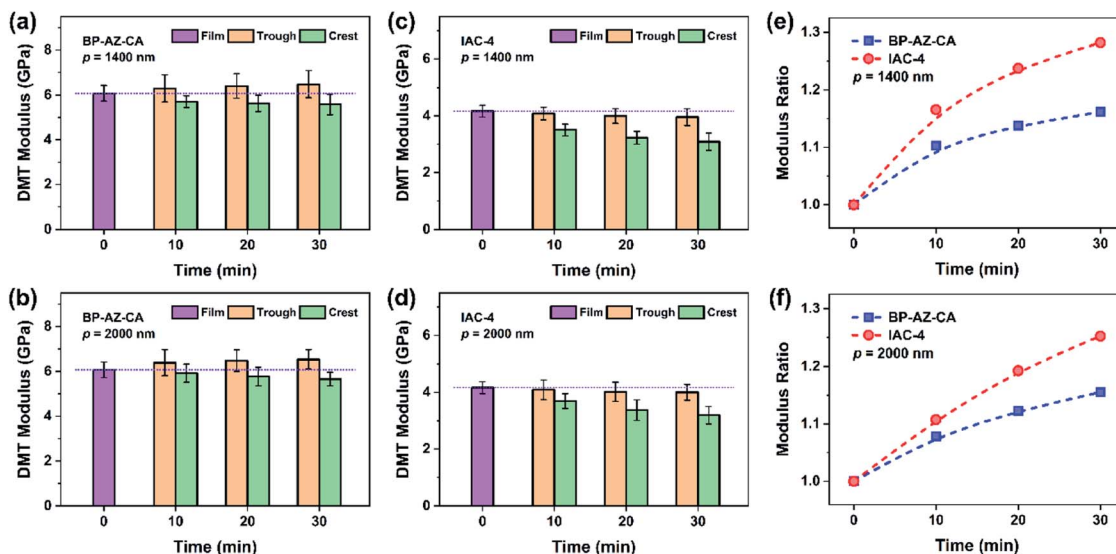 (a)
BP-AZ-CA
p = 1400 nm
Film Trough Crest
DMT Modulus (GPa)
8
6
4
2
0
0 10 20 30
Time (min)
(b)
BP-AZ-CA
p = 2000 nm
Film Trough Crest
DMT Modulus (GPa)
8
6
4
2
0
0 10 20 30
Time (min)
(c)
IAC-4
p = 1400 nm
Film Trough Crest
DMT Modulus (GPa)
6
4
2
0
0 10 20 30
Time (min)
(d)
IAC-4
p = 2000 nm
Film Trough Crest
DMT Modulus (GPa)
6
4
2
0
0 10 20 30
Time (min)
(e)
BP-AZ-CA
IAC-4
p = 1400 nm
Modulus Ratio
1.3
1.2
1.1
1.0
0 10 20 30
Time (min)
(f)
BP-AZ-CA
IAC-4
p = 2000 nm
Modulus Ratio
1.3
1.2
1.1
1.0
0 10 20 30
Time (min)